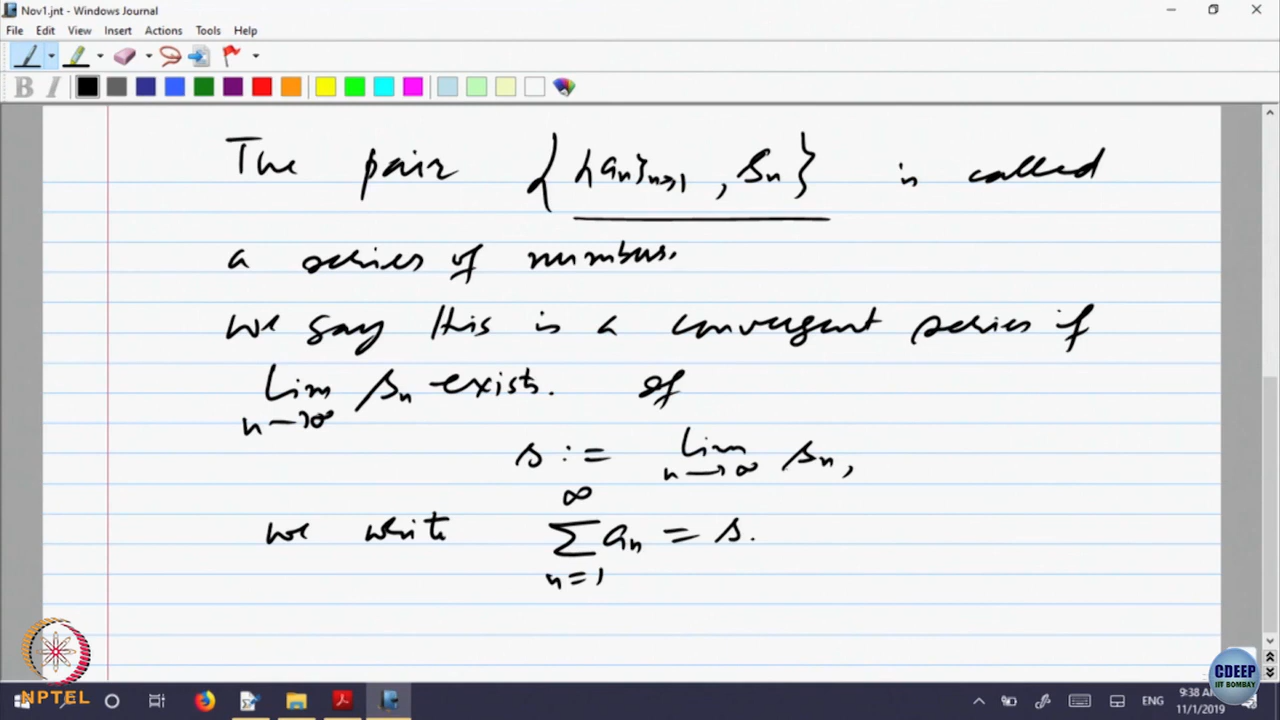 Nov1.jnt - Windows Journal
File Edit View Insert Actions Tools Help
B I
The pair { {an}n≥1 , sn } is called
a series of numbers.
We say this is a convergent series if
lim n→∞ sn exists. If
s := lim n→∞ sn,
we write ∑ n=1 ∞ an = s.
NPTEL
CDEEP
IIT BOMBAY
ENG
9:38 AM
11/1/2019